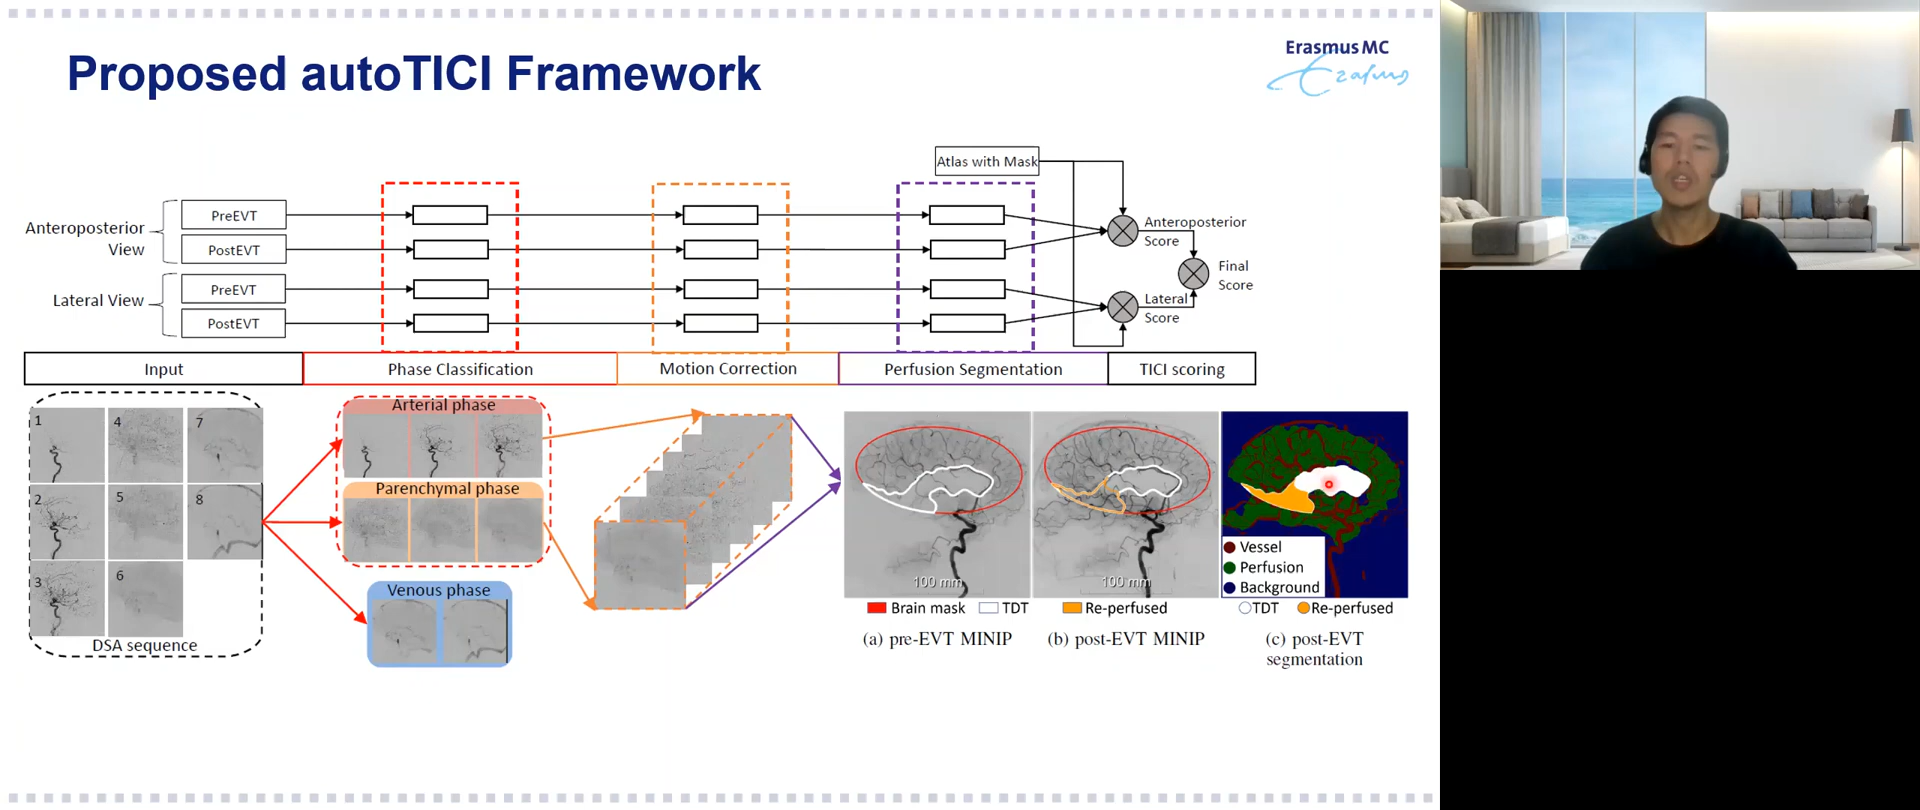 Proposed autoTICI Framework
Erasmus MC
Erasmus
Atlas with Mask
Anteroposterior
View
PreEVT
PostEVT
Lateral View
PreEVT
PostEVT
Anteroposterior
Score
Final
Score
Lateral
Score
Input
Phase Classification
Motion Correction
Perfusion Segmentation
TICI scoring
1
4
7
2
5
8
3
6
DSA sequence
Arterial phase
Parenchymal phase
Venous phase
100 mm
100 mm
Vessel
Perfusion
Background
Brain mask
TDT
Re-perfused
TDT
Re-perfused
(a) pre-EVT MINIP
(b) post-EVT MINIP
(c) post-EVT
segmentation